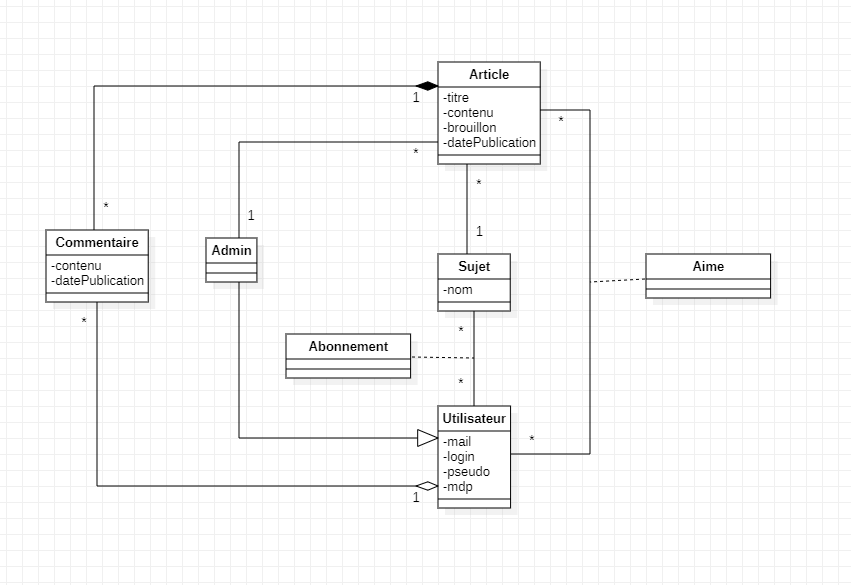 Article
-titre
-contenu
-brouillon
-datePublication
1
*
*
*
*
1
1
Commentaire
-contenu
-datePublication
Admin
Sujet
-nom
Aime
*
*
Abonnement
*
Utilisateur
-mail
-login
-pseudo
-mdp
*
1